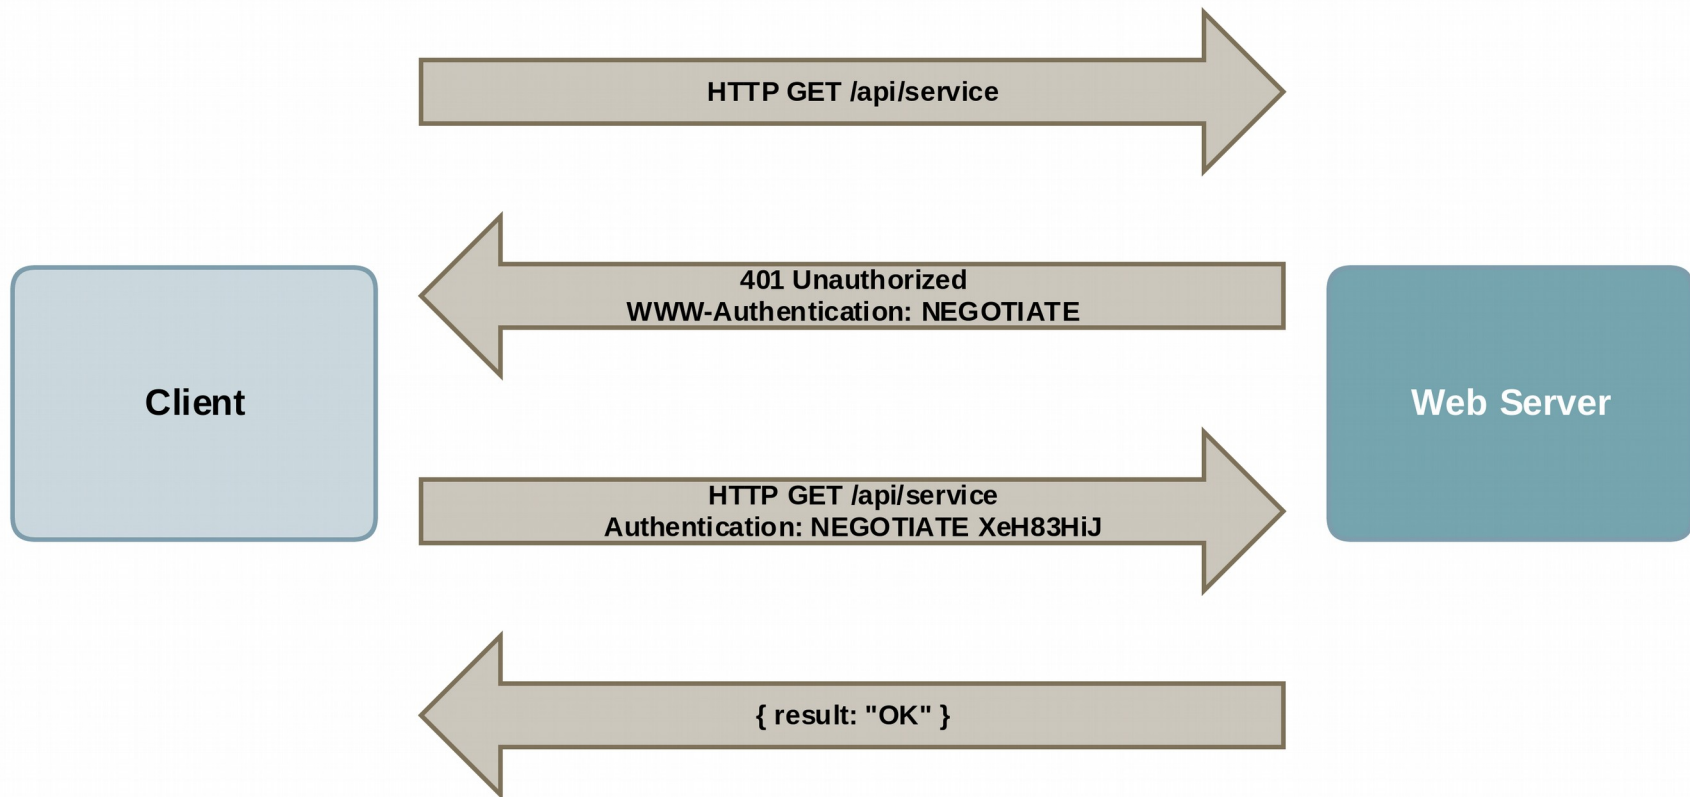 HTTP GET /api/service
401 Unauthorized
WWW-Authentication: NEGOTIATE
Client
Web Server
HTTP GET /api/service
Authentication: NEGOTIATE XeH83HiJ
{ result: "OK" }